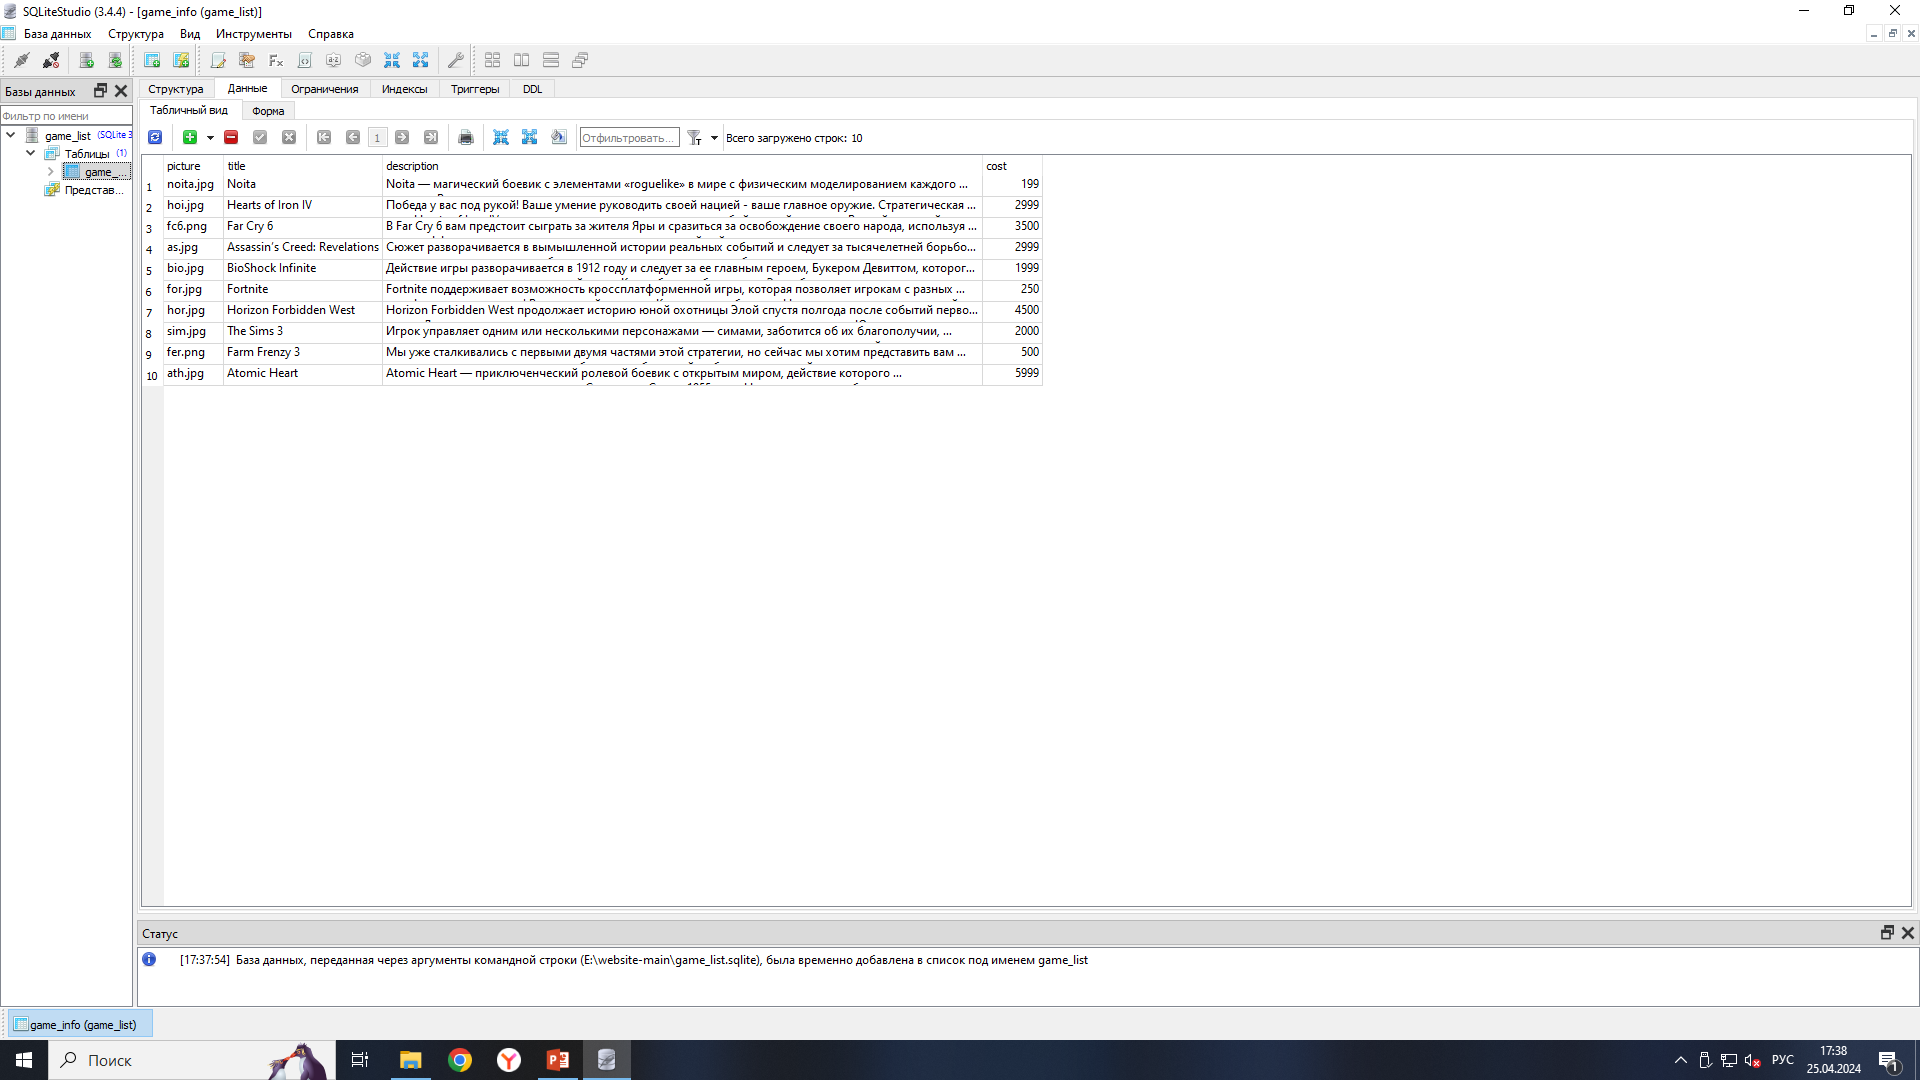 SQLiteStudio (3.4.4) - [game_info (game_list)]
База данных Структура Вид Инструменты Справка
Базы данных
Фильтр по имени
game_list (SQLite 3
Таблицы (1)
game_...
Представ...
Структура Данные Ограничения Индексы Триггеры DDL
Табличный вид Форма
1 Отфильтровать... Всего загружено строк: 10
picture title description cost
1 noita.jpg Noita Noita — магический боевик с элементами «roguelike» в мире с физическим моделированием каждого ... 199
2 hoi.jpg Hearts of Iron IV Победа у вас под рукой! Ваше умение руководить своей нацией - ваше главное оружие. Стратегическая ... 2999
3 fc6.png Far Cry 6 В Far Cry 6 вам предстоит сыграть за жителя Яры и сразиться за освобождение своего народа, используя ... 3500
4 as.jpg Assassin's Creed: Revelations Сюжет разворачивается в вымышленной истории реальных событий и следует за тысячелетней борьбо... 2999
5 bio.jpg BioShock Infinite Действие игры разворачивается в 1912 году и следует за ее главным героем, Букером Девиттом, которог... 1999
6 for.jpg Fortnite Fortnite поддерживает возможность кроссплатформенной игры, которая позволяет игрокам с разных ... 250
7 hor.jpg Horizon Forbidden West Horizon Forbidden West продолжает историю юной охотницы Элой спустя полгода после событий перво... 4500
8 sim.jpg The Sims 3 Игрок управляет одним или несколькими персонажами — симами, заботится об их благополучии, ... 2000
9 fer.png Farm Frenzy 3 Мы уже сталкивались с первыми двумя частями этой стратегии, но сейчас мы хотим представить вам ... 500
10 ath.jpg Atomic Heart Atomic Heart — приключенческий ролевой боевик с открытым миром, действие которого ... 5999
Статус
[17:37:54] База данных, переданная через аргументы командной строки (E:\website-main\game_list.sqlite), была временно добавлена в список под именем game_list
game_info (game_list)
Поиск
РУС
17:38
25.04.2024
1